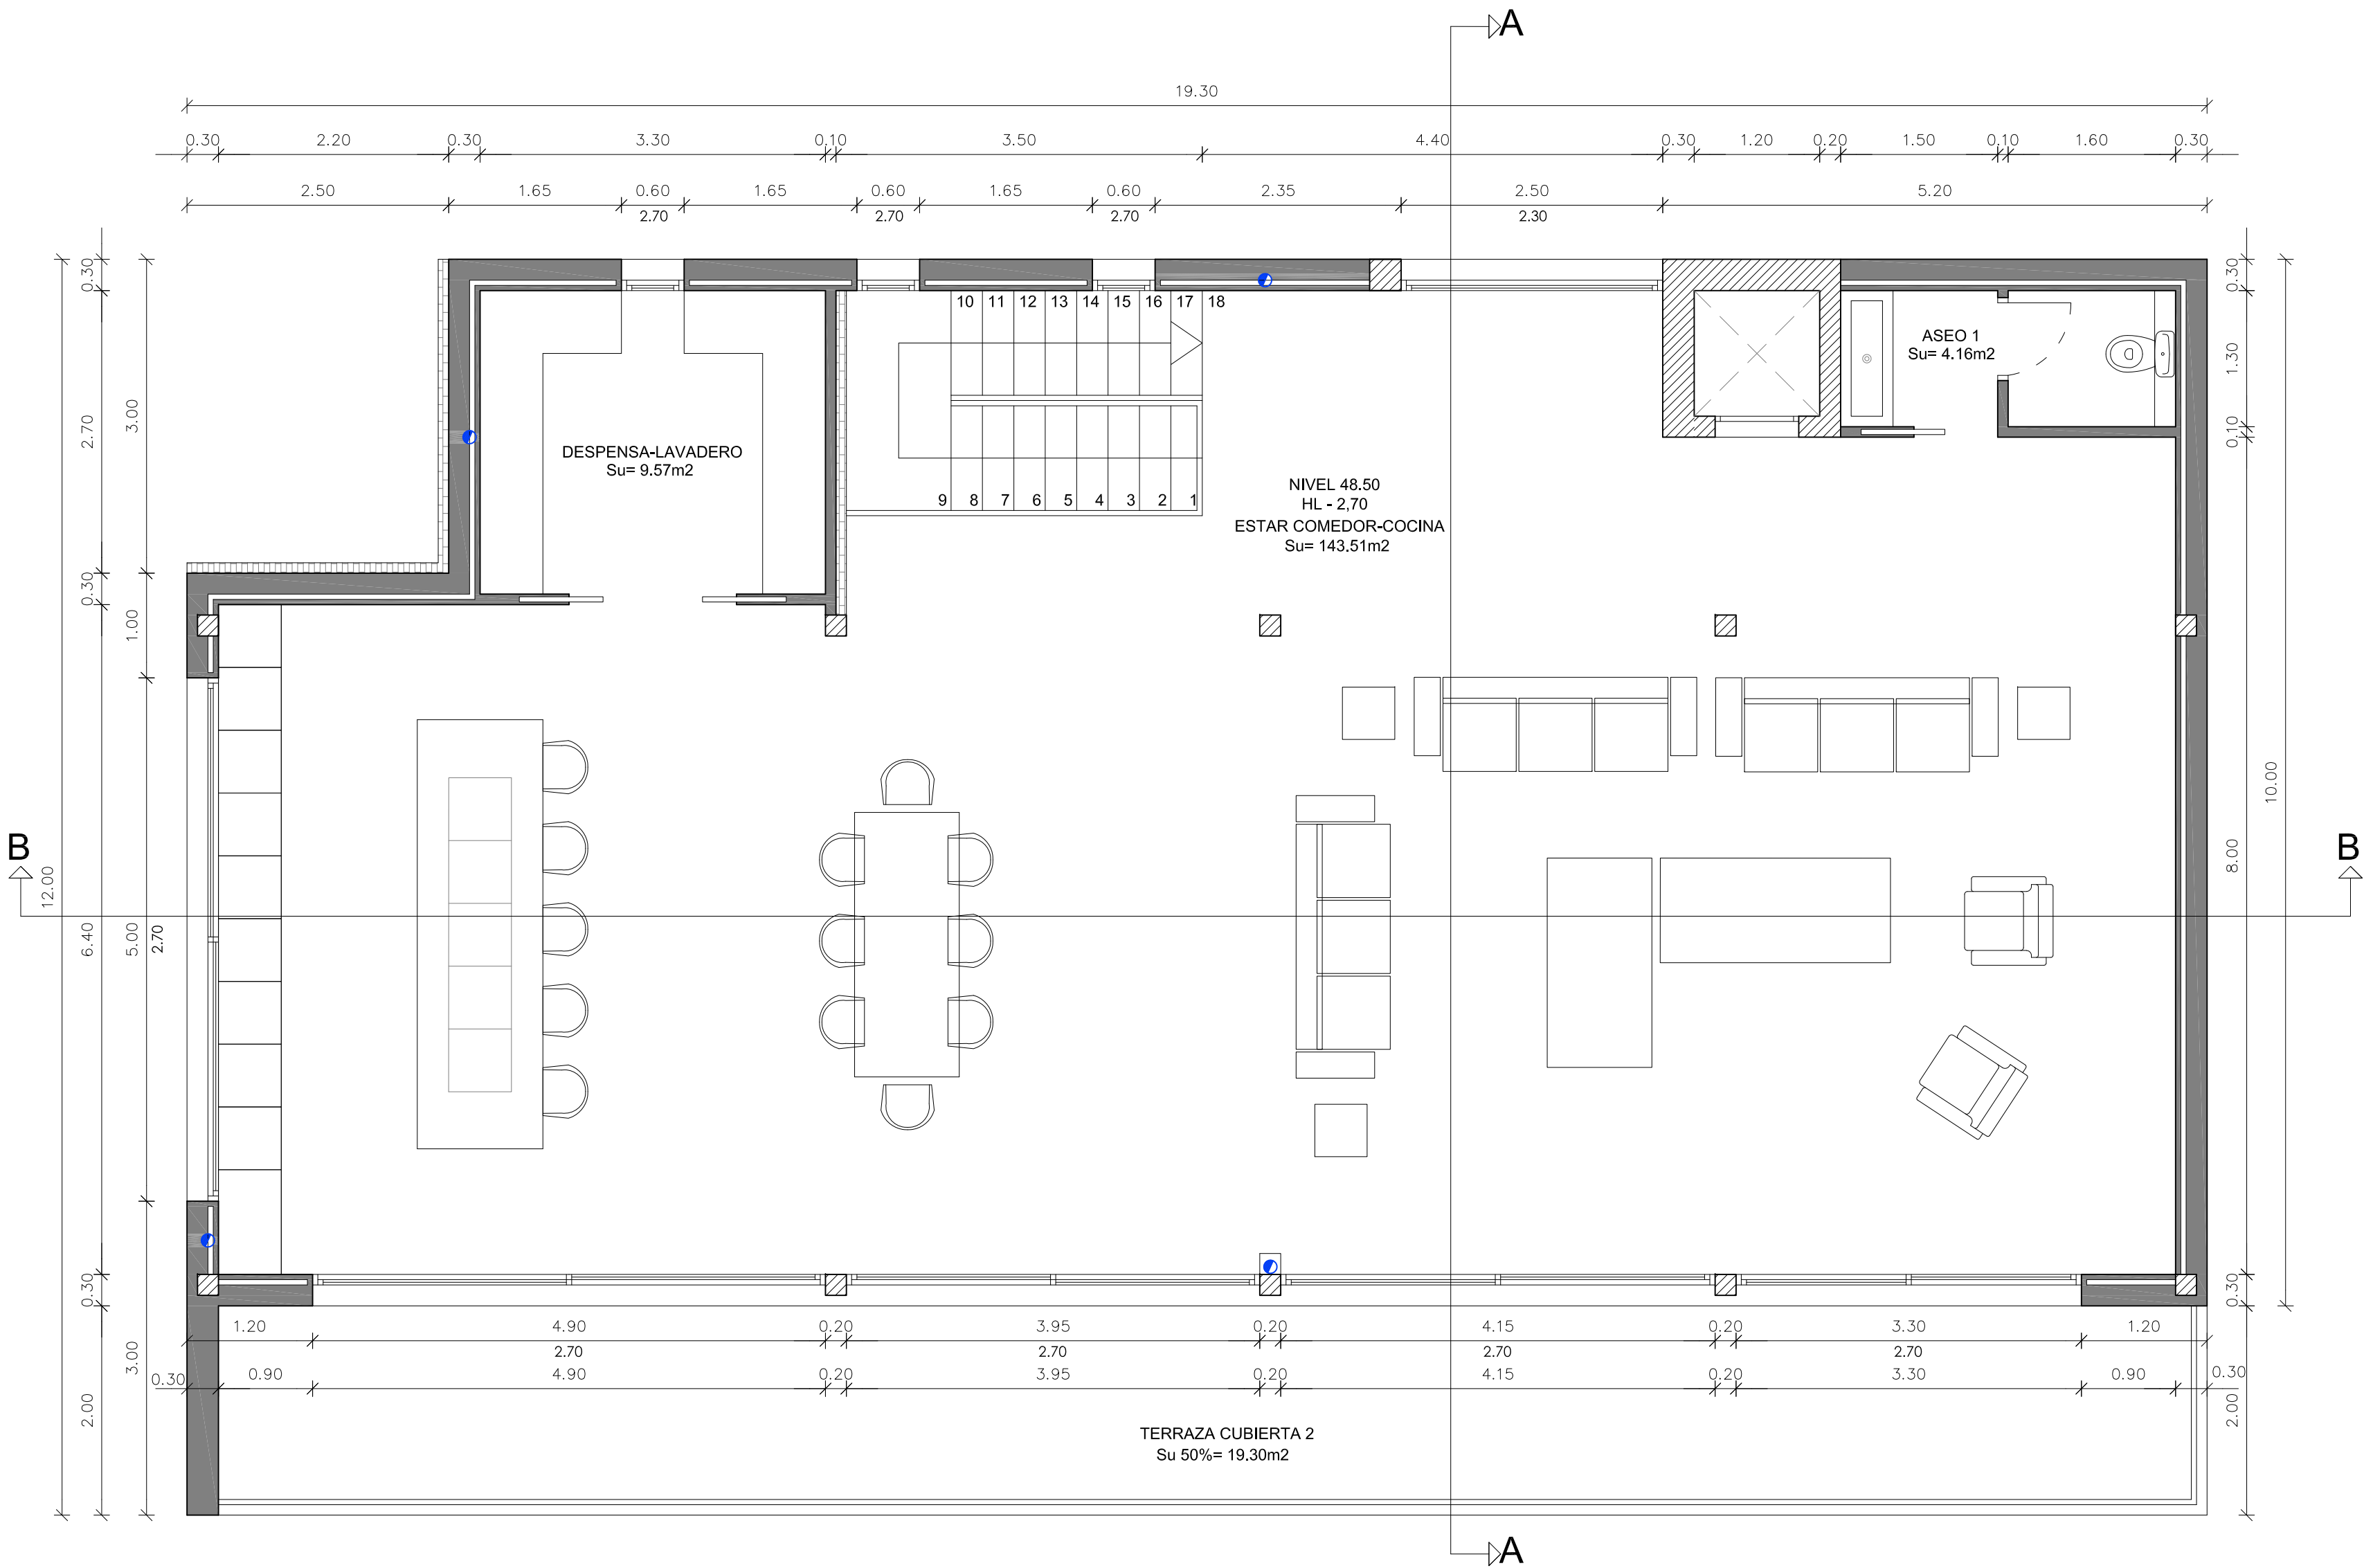 A
19.30
0.30 2.20 0.30 3.30 0.10 3.50 4.40 0.30 1.20 0.20 1.50 0.10 1.60 0.30
2.50 1.65 0.60 1.65 0.60 1.65 0.60 2.35 2.50 5.20
2.70 2.70 2.70 2.30
0.30 0.30
10 11 12 13 14 15 16 17 18
ASEO 1
Su= 4.16m2
1.30
3.00
2.70
0.10
DESPENSA-LAVADERO
Su= 9.57m2
NIVEL 48.50
HL - 2,70
ESTAR COMEDOR-COCINA
Su= 143.51m2
9 8 7 6 5 4 3 2 1
0.30
1.00
10.00
B B
8.00
12.00
6.40
5.00
2.70
0.30 0.30
1.20 4.90 0.20 3.95 0.20 4.15 0.20 3.30 1.20
2.70 2.70 2.70 2.70
3.00
0.30 0.90 4.90 0.20 3.95 0.20 4.15 0.20 3.30 0.90 0.30
2.00 2.00
TERRAZA CUBIERTA 2
Su 50%= 19.30m2
A